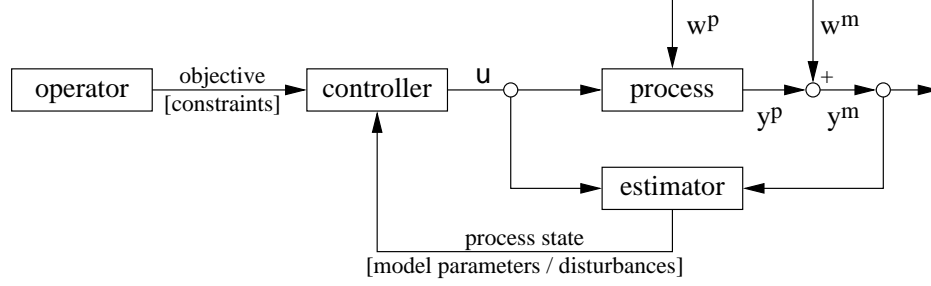 w^p
w^m
objective
u
+
operator
controller
process
[constraints]
y^p
y^m
estimator
process state
[model parameters / disturbances]